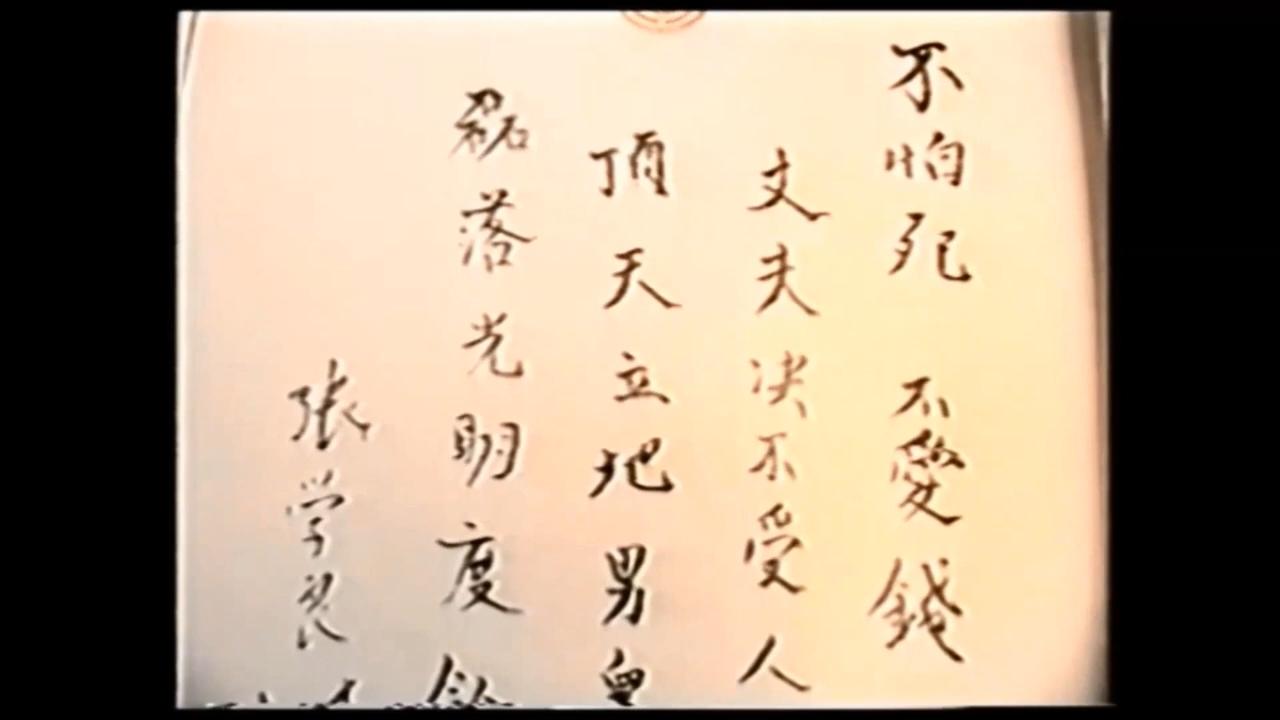 不怕死 不愛錢
丈夫决不受人
頂天立地男
磊落光明度
張学良